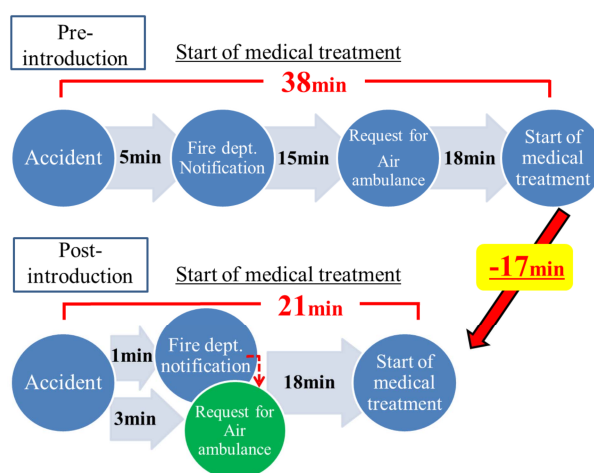 Pre-
introduction
Start of medical treatment
38min
Accident
5min
Fire dept.
Notification
15min
Request for
Air
ambulance
18min
Start of
medical
treatment
-17min
Post-
introduction
Start of medical treatment
21min
Accident
1min
3min
Fire dept.
notification
Request for
Air
ambulance
18min
Start of
medical
treatment